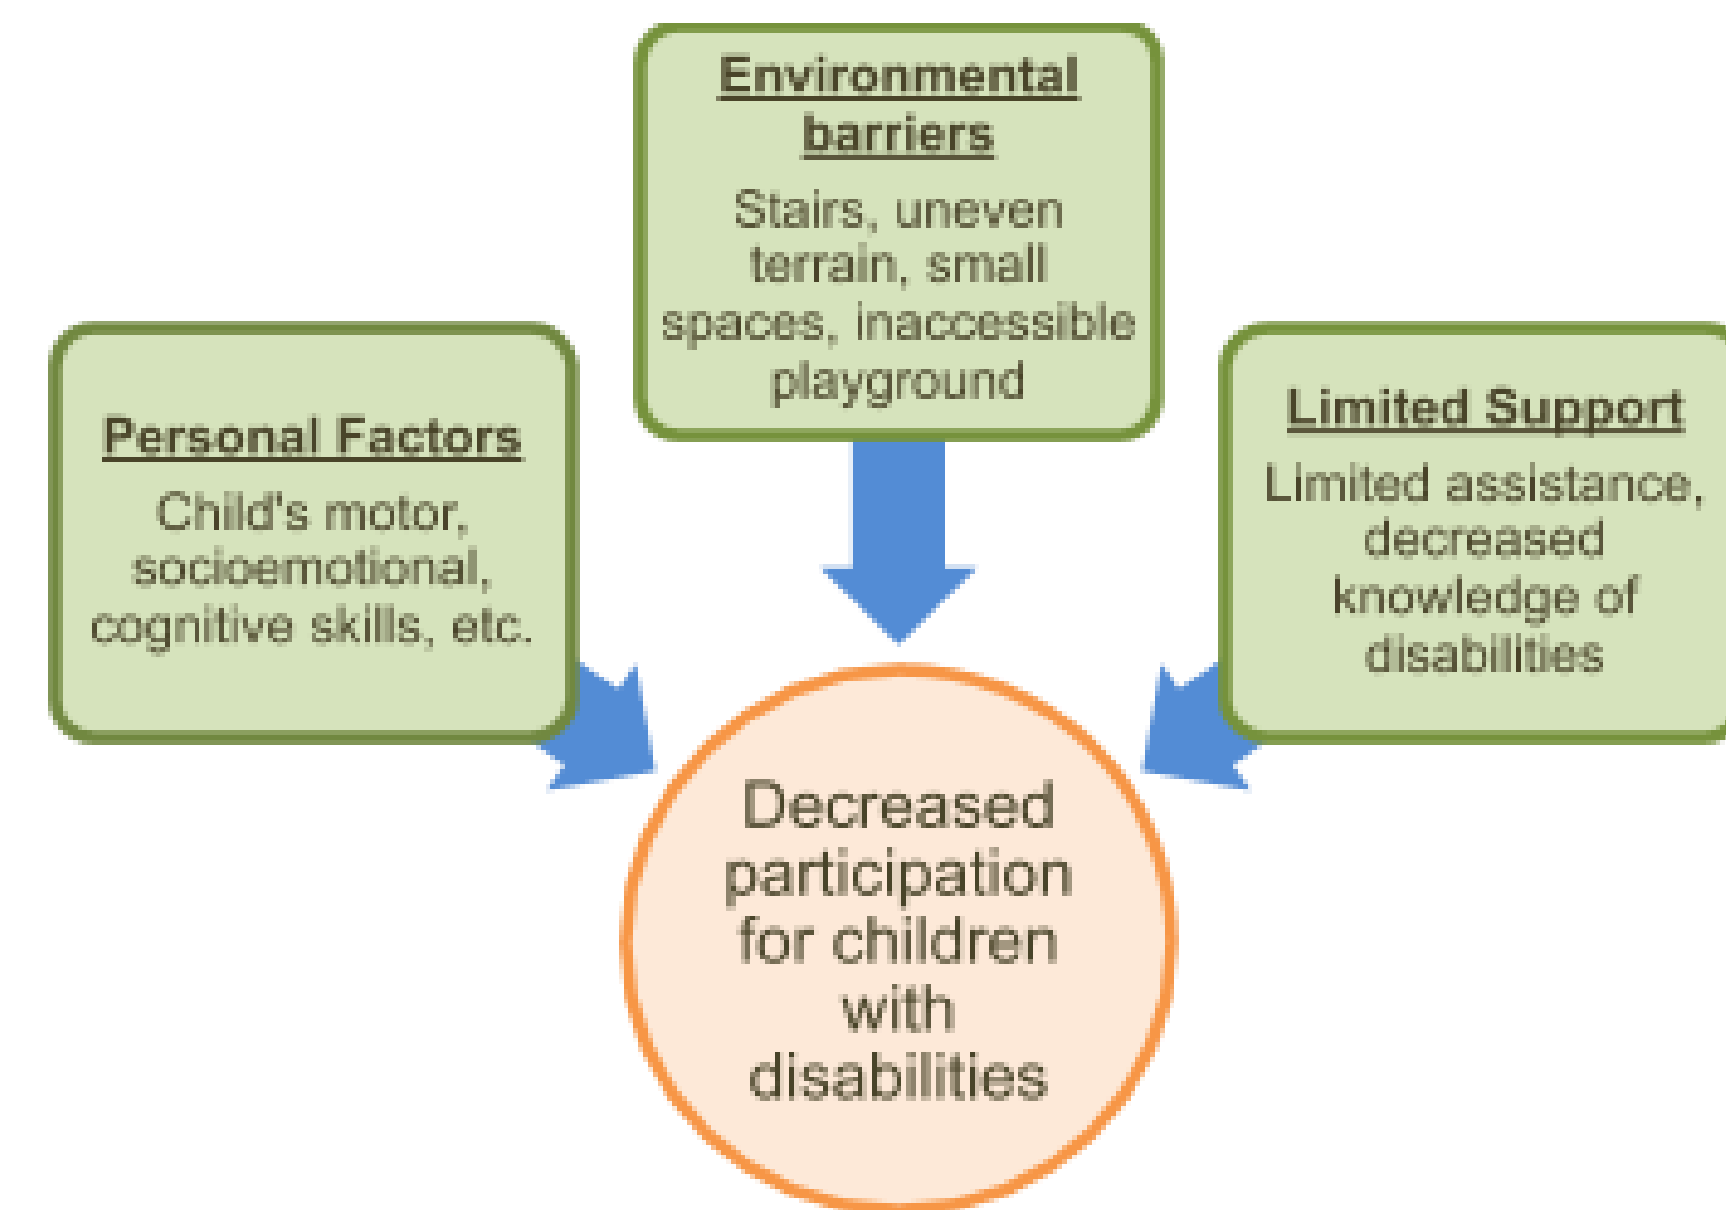 Environmental
barriers
Stairs, uneven
terrain, small
spaces, inaccessible
playground
Personal Factors
Child's motor,
socioemotional,
cognitive skills, etc.
Limited Support
Limited assistance,
decreased
knowledge of
disabilities
Decreased
participation
for children
with
disabilities